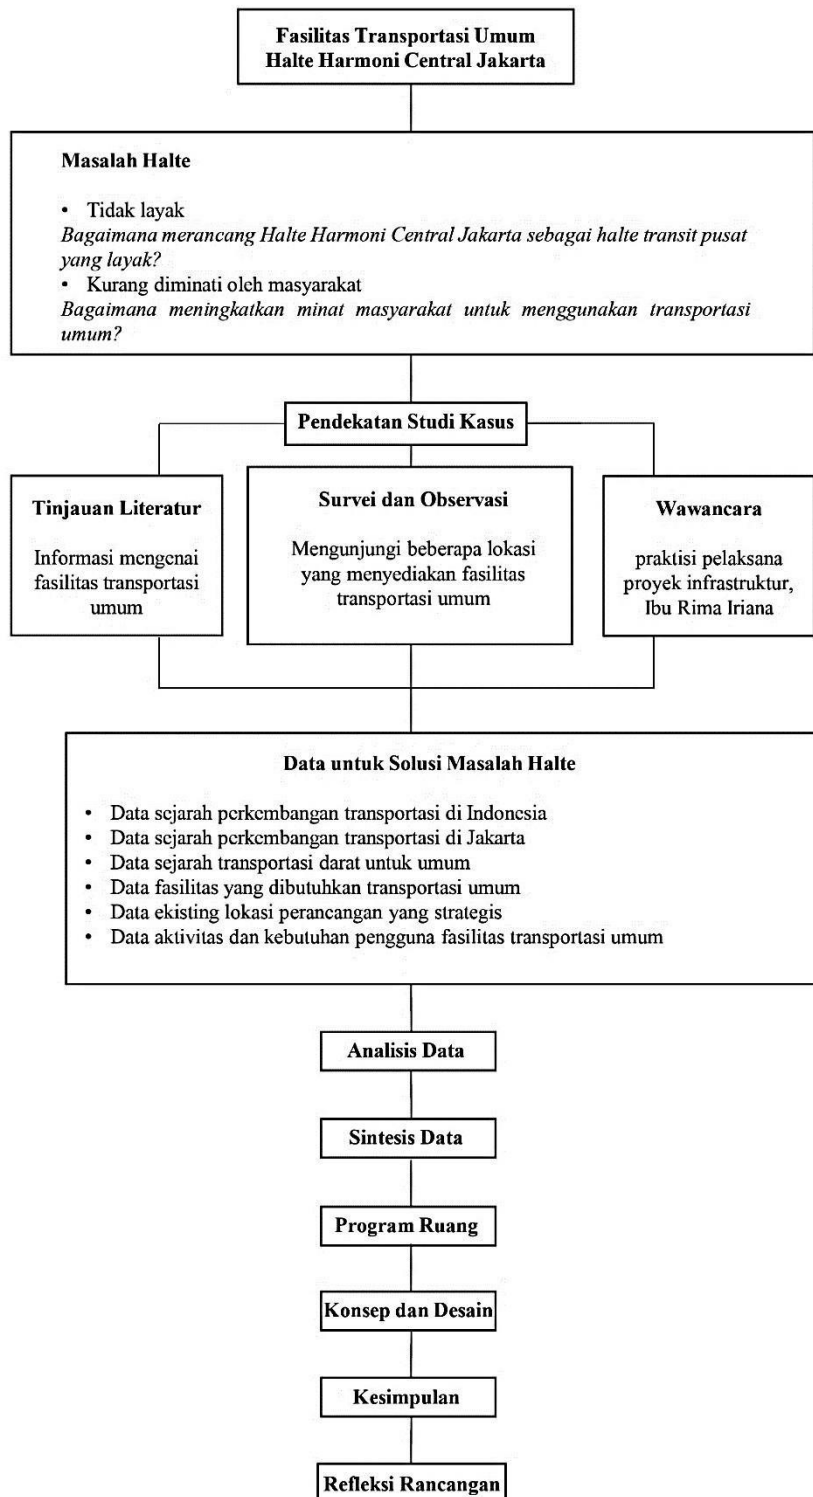 Fasilitas Transportasi Umum
Halte Harmoni Central Jakarta
Masalah Halte
• Tidak layak
Bagaimana merancang Halte Harmoni Central Jakarta sebagai halte transit pusat
yang layak?
• Kurang diminati oleh masyarakat
Bagaimana meningkatkan minat masyarakat untuk menggunakan transportasi
umum?
Pendekatan Studi Kasus
Tinjauan Literatur
Informasi mengenai
fasilitas transportasi
umum
Survei dan Observasi
Mengunjungi beberapa lokasi
yang menyediakan fasilitas
transportasi umum
Wawancara
praktisi pelaksana
proyek infrastruktur,
Ibu Rima Iriana
Data untuk Solusi Masalah Halte
• Data sejarah perkembangan transportasi di Indonesia
• Data sejarah perkembangan transportasi di Jakarta
• Data sejarah transportasi darat untuk umum
• Data fasilitas yang dibutuhkan transportasi umum
• Data ekisting lokasi perancangan yang strategis
• Data aktivitas dan kebutuhan pengguna fasilitas transportasi umum
Analisis Data
Sintesis Data
Program Ruang
Konsep dan Desain
Kesimpulan
Refleksi Rancangan